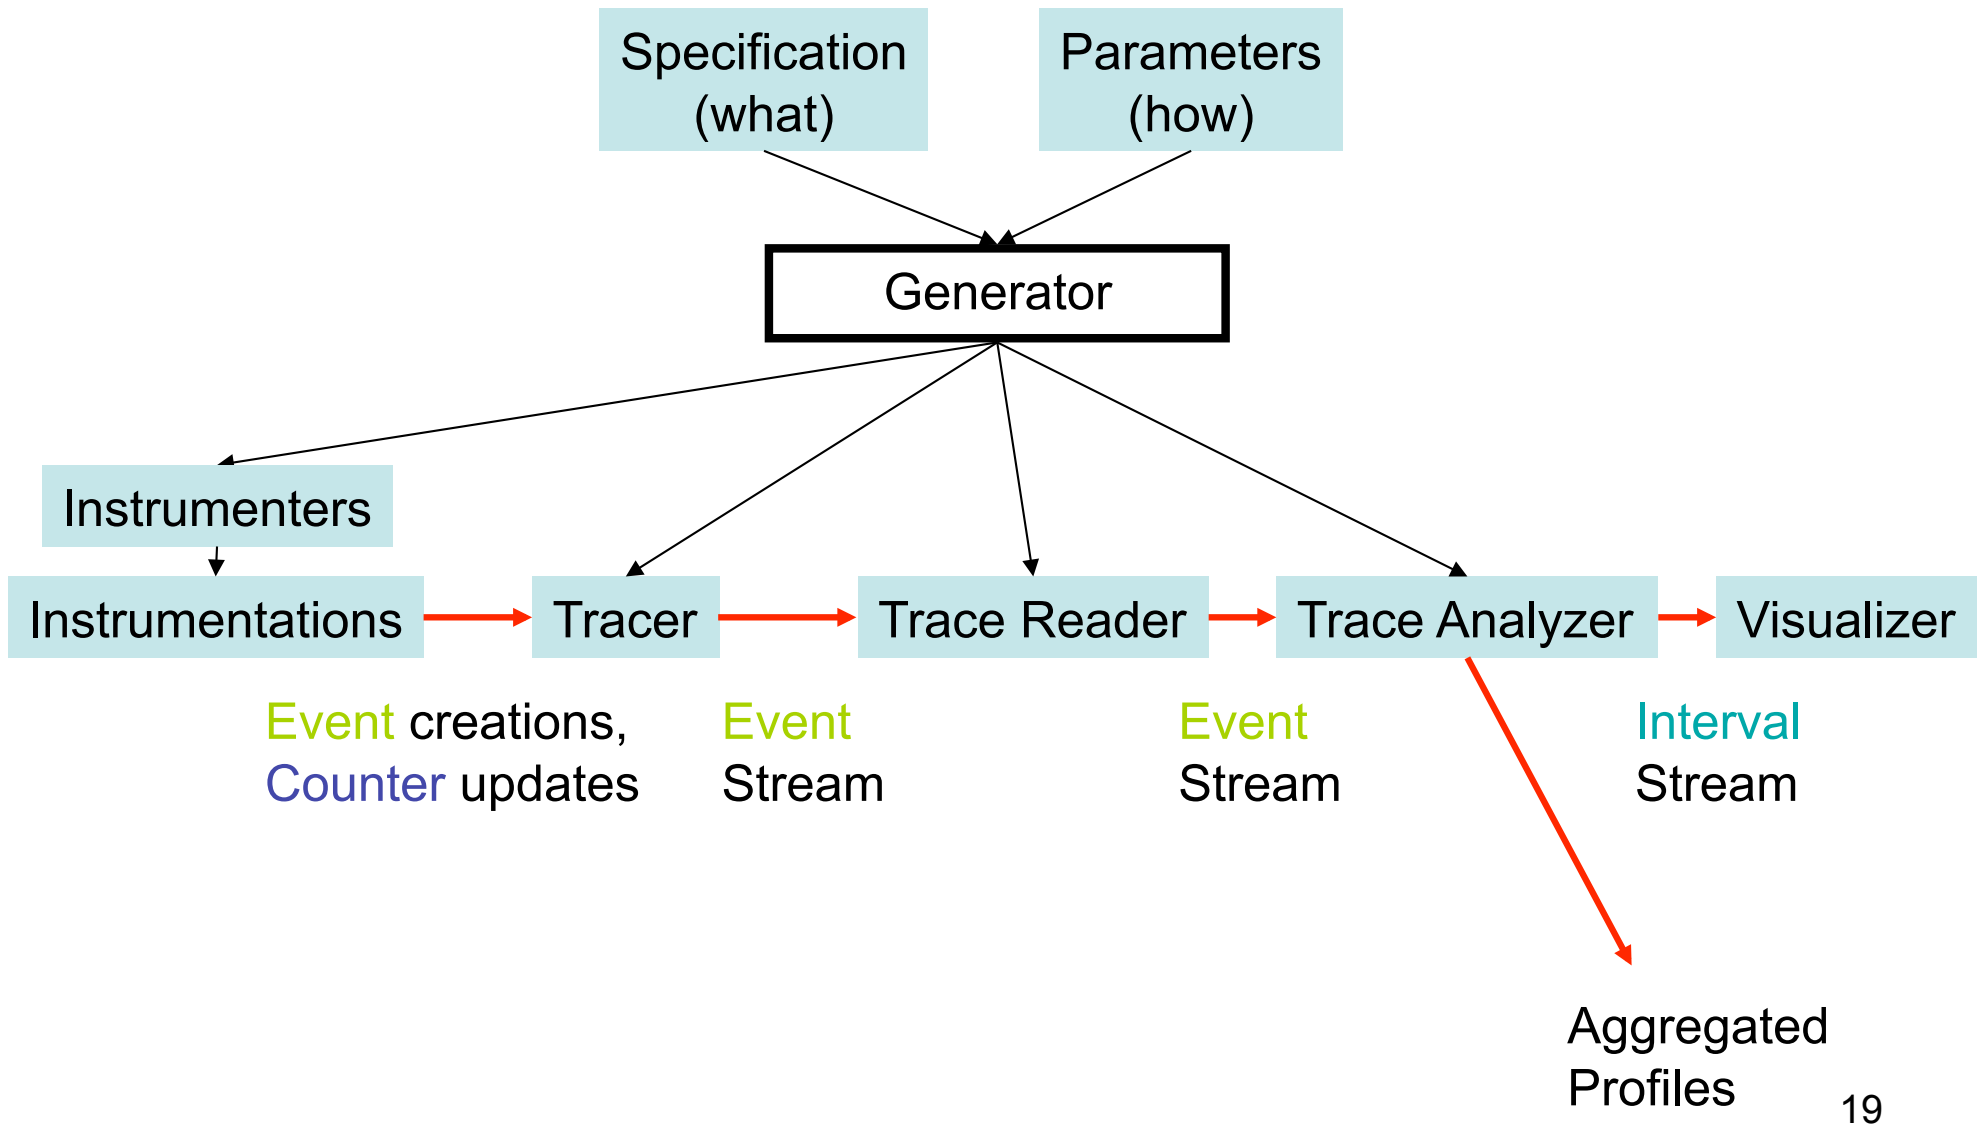 Specification
(what)
Parameters
(how)
Generator
Instrumenters
Instrumentations
Tracer
Trace Reader
Trace Analyzer
Visualizer
Event creations,
Counter updates
Event
Stream
Event
Stream
Interval
Stream
Aggregated
Profiles
19